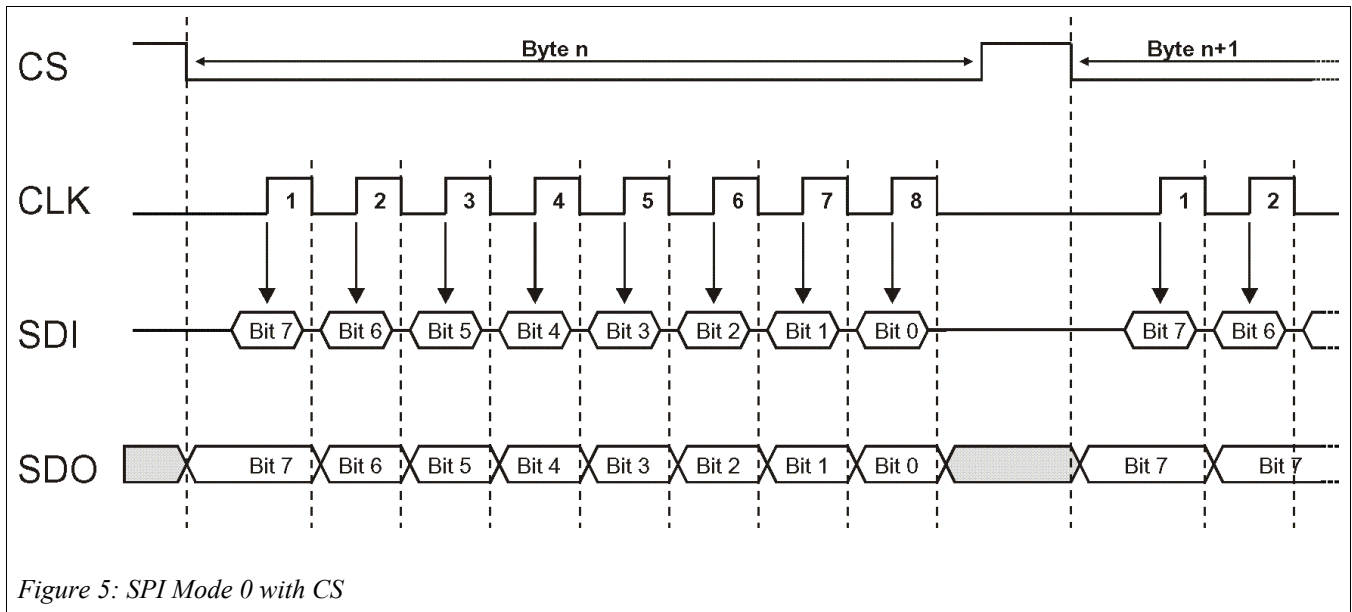 Byte n Byte n+1
CS
CLK 1 2 3 4 5 6 7 8 1 2
SDI Bit 7 Bit 6 Bit 5 Bit 4 Bit 3 Bit 2 Bit 1 Bit 0 Bit 7 Bit 6
SDO Bit 7 Bit 6 Bit 5 Bit 4 Bit 3 Bit 2 Bit 1 Bit 0 Bit 7 Bit 7
Figure 5: SPI Mode 0 with CS